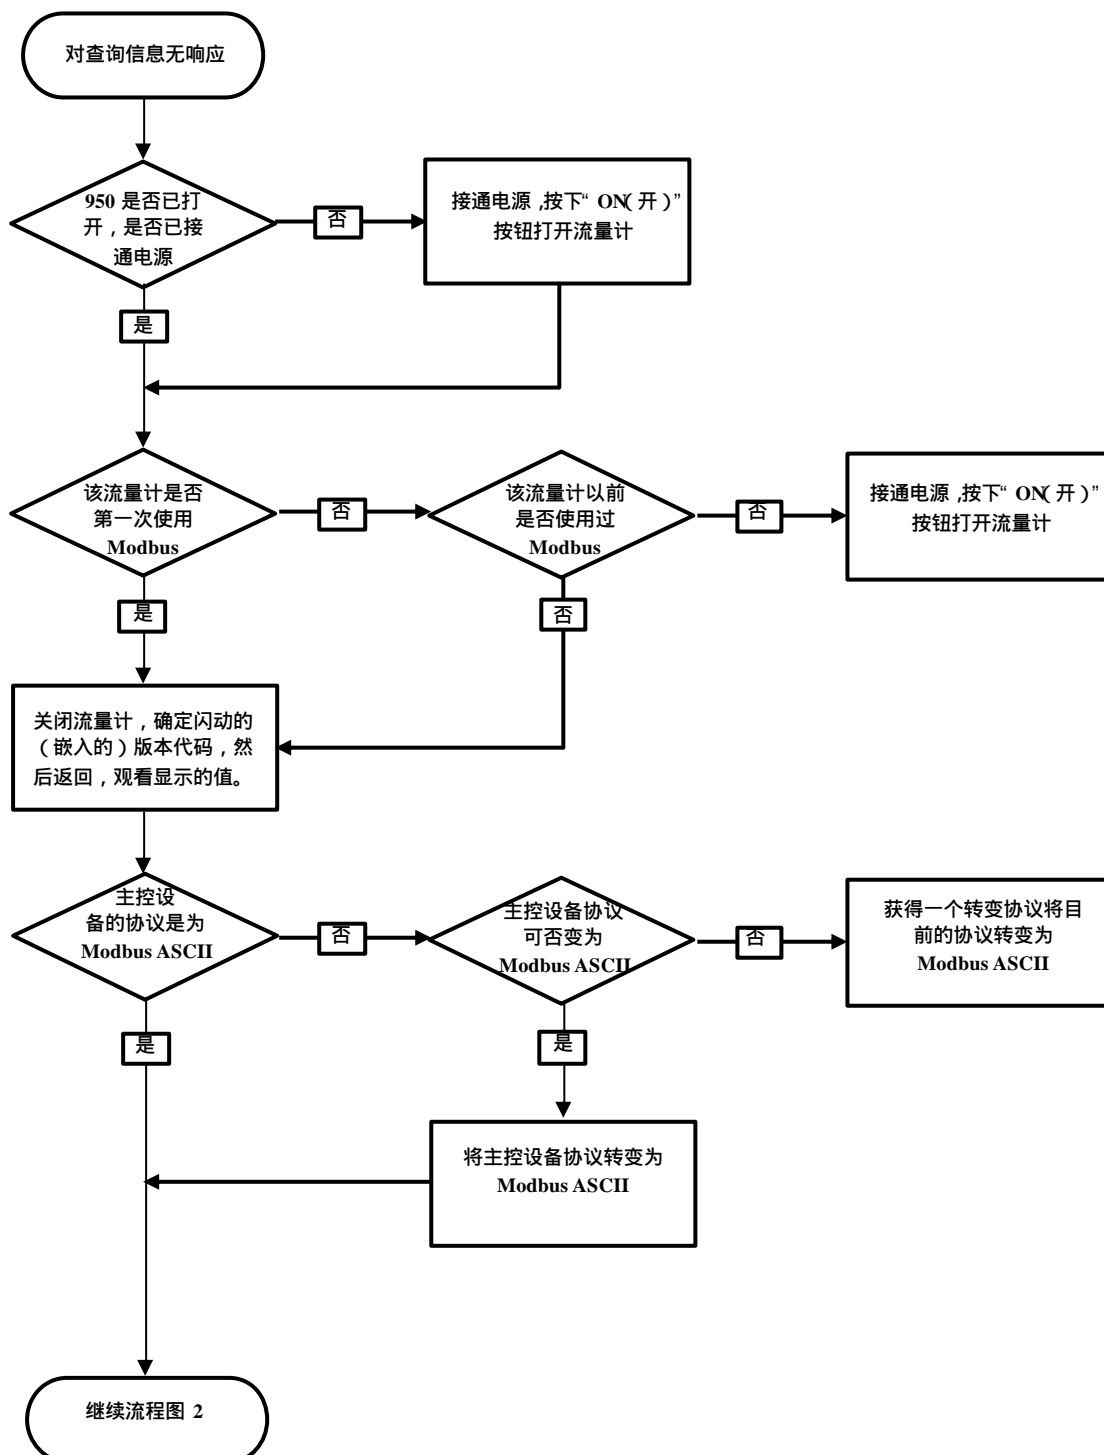 对查询信息无响应
950 是否已打
开，是否已接
通电源
否
接通电源,按下“ ON(开)”
按钮打开流量计
是
该流量计是否
第一次使用
Modbus
否
该流量计以前
是否使用过
Modbus
否
接通电源,按下“ ON(开)”
按钮打开流量计
是
否
关闭流量计，确定闪动的
（嵌入的）版本代码，然
后返回，观看显示的值。
主控设
备的协议是为
Modbus ASCII
否
主控设备协议
可否变为
Modbus ASCII
否
获得一个转变协议将目
前的协议转变为
Modbus ASCII
是
是
将主控设备协议转变为
Modbus ASCII
继续流程图 2